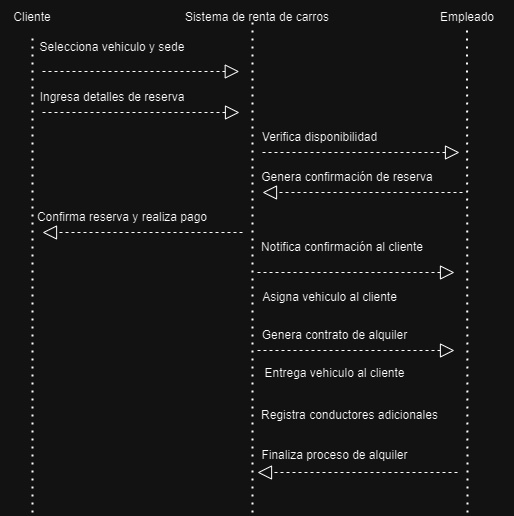 Cliente
Sistema de renta de carros
Empleado
Selecciona vehiculo y sede
Ingresa detalles de reserva
Verifica disponibilidad
Genera confirmación de reserva
Confirma reserva y realiza pago
Notifica confirmación al cliente
Asigna vehiculo al cliente
Genera contrato de alquiler
Entrega vehiculo al cliente
Registra conductores adicionales
Finaliza proceso de alquiler